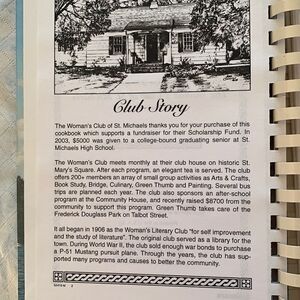 Club Story
The Woman's Club of St. Michaels thanks you for your purchase of this
cookbook which supports a fundraiser for their Scholarship Fund. In
2003, $5000 was given to a college-bound graduating senior at St.
Michaels High School.
The Woman's Club meets monthly at their club house on historic St.
Mary's Square. After each program, an elegant tea is served. The club
offers 200+ members an array of small group activities as Arts & Crafts,
Book Study, Bridge, Culinary, Green Thumb and Painting. Several bus
trips are planned each year. The club also sponsors an after-school
program at the Community House, and recently raised $8700 from the
community to support this program. Green Thumb takes care of
Frederick Douglass Park on Talbot Street.
It all began in 1906 as the Woman's Literary Club "for self improvement
and the study of literature". The original club served as a library for the
town. During World War II, the club sold enough war bonds to purchase
a P-51 Mustang pursuit plane. Through the years, the club has sup-
ported many programs and causes to better the community.
2